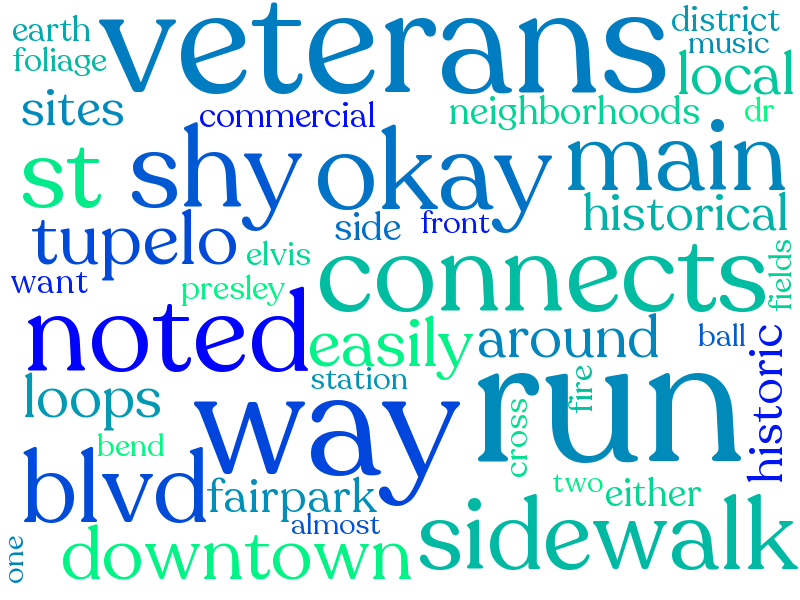 earth
veterans
district
foliage
music
local
sites
commercial
neighborhoods
dr
st
shy
okay
main
historical
tupelo
side
front
elvis
connects
fields
want
presley
noted
easily
around
ball
historic
loops
station
way
run
fire
cross
bend
blvd
fairpark
two
either
almost
sidewalk
downtown
one